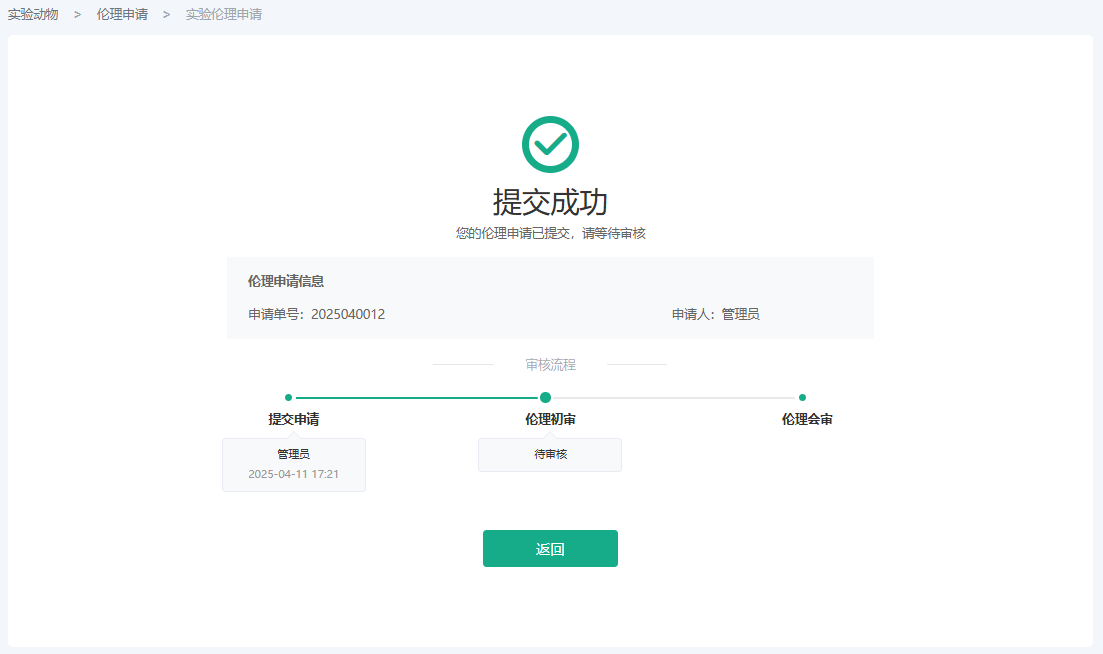 实验动物 > 伦理申请 > 实验伦理申请
提交成功
您的伦理申请已提交，请等待审核
伦理申请信息
申请单号：2025040012 申请人：管理员
审核流程
提交申请 伦理初审 伦理会审
管理员 待审核
2025-04-11 17:21
返回